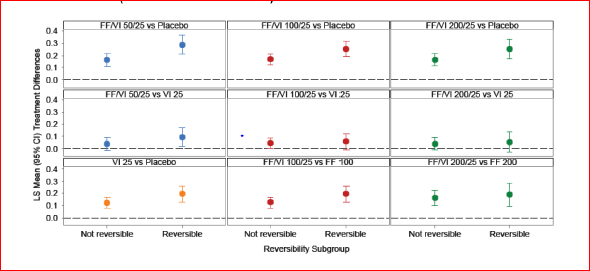 FF/VI 50/25 vs Placebo FF/VI 100/25 vs Placebo FF/VI 200/25 vs Placebo
0.4
0.3
0.2
0.1
0.0
FF/VI 50/25 vs VI 25 FF/VI 100/25 vs VI 25 FF/VI 200/25 vs VI 25
0.4
0.3
0.2
0.1
0.0
VI 25 vs Placebo FF/VI 100/25 vs FF 100 FF/VI 200/25 vs FF 200
0.4
0.3
0.2
0.1
0.0
LS Mean (95% CI) Treatment Differences
Not reversible Reversible Not reversible Reversible Not reversible Reversible
Reversibility Subgroup